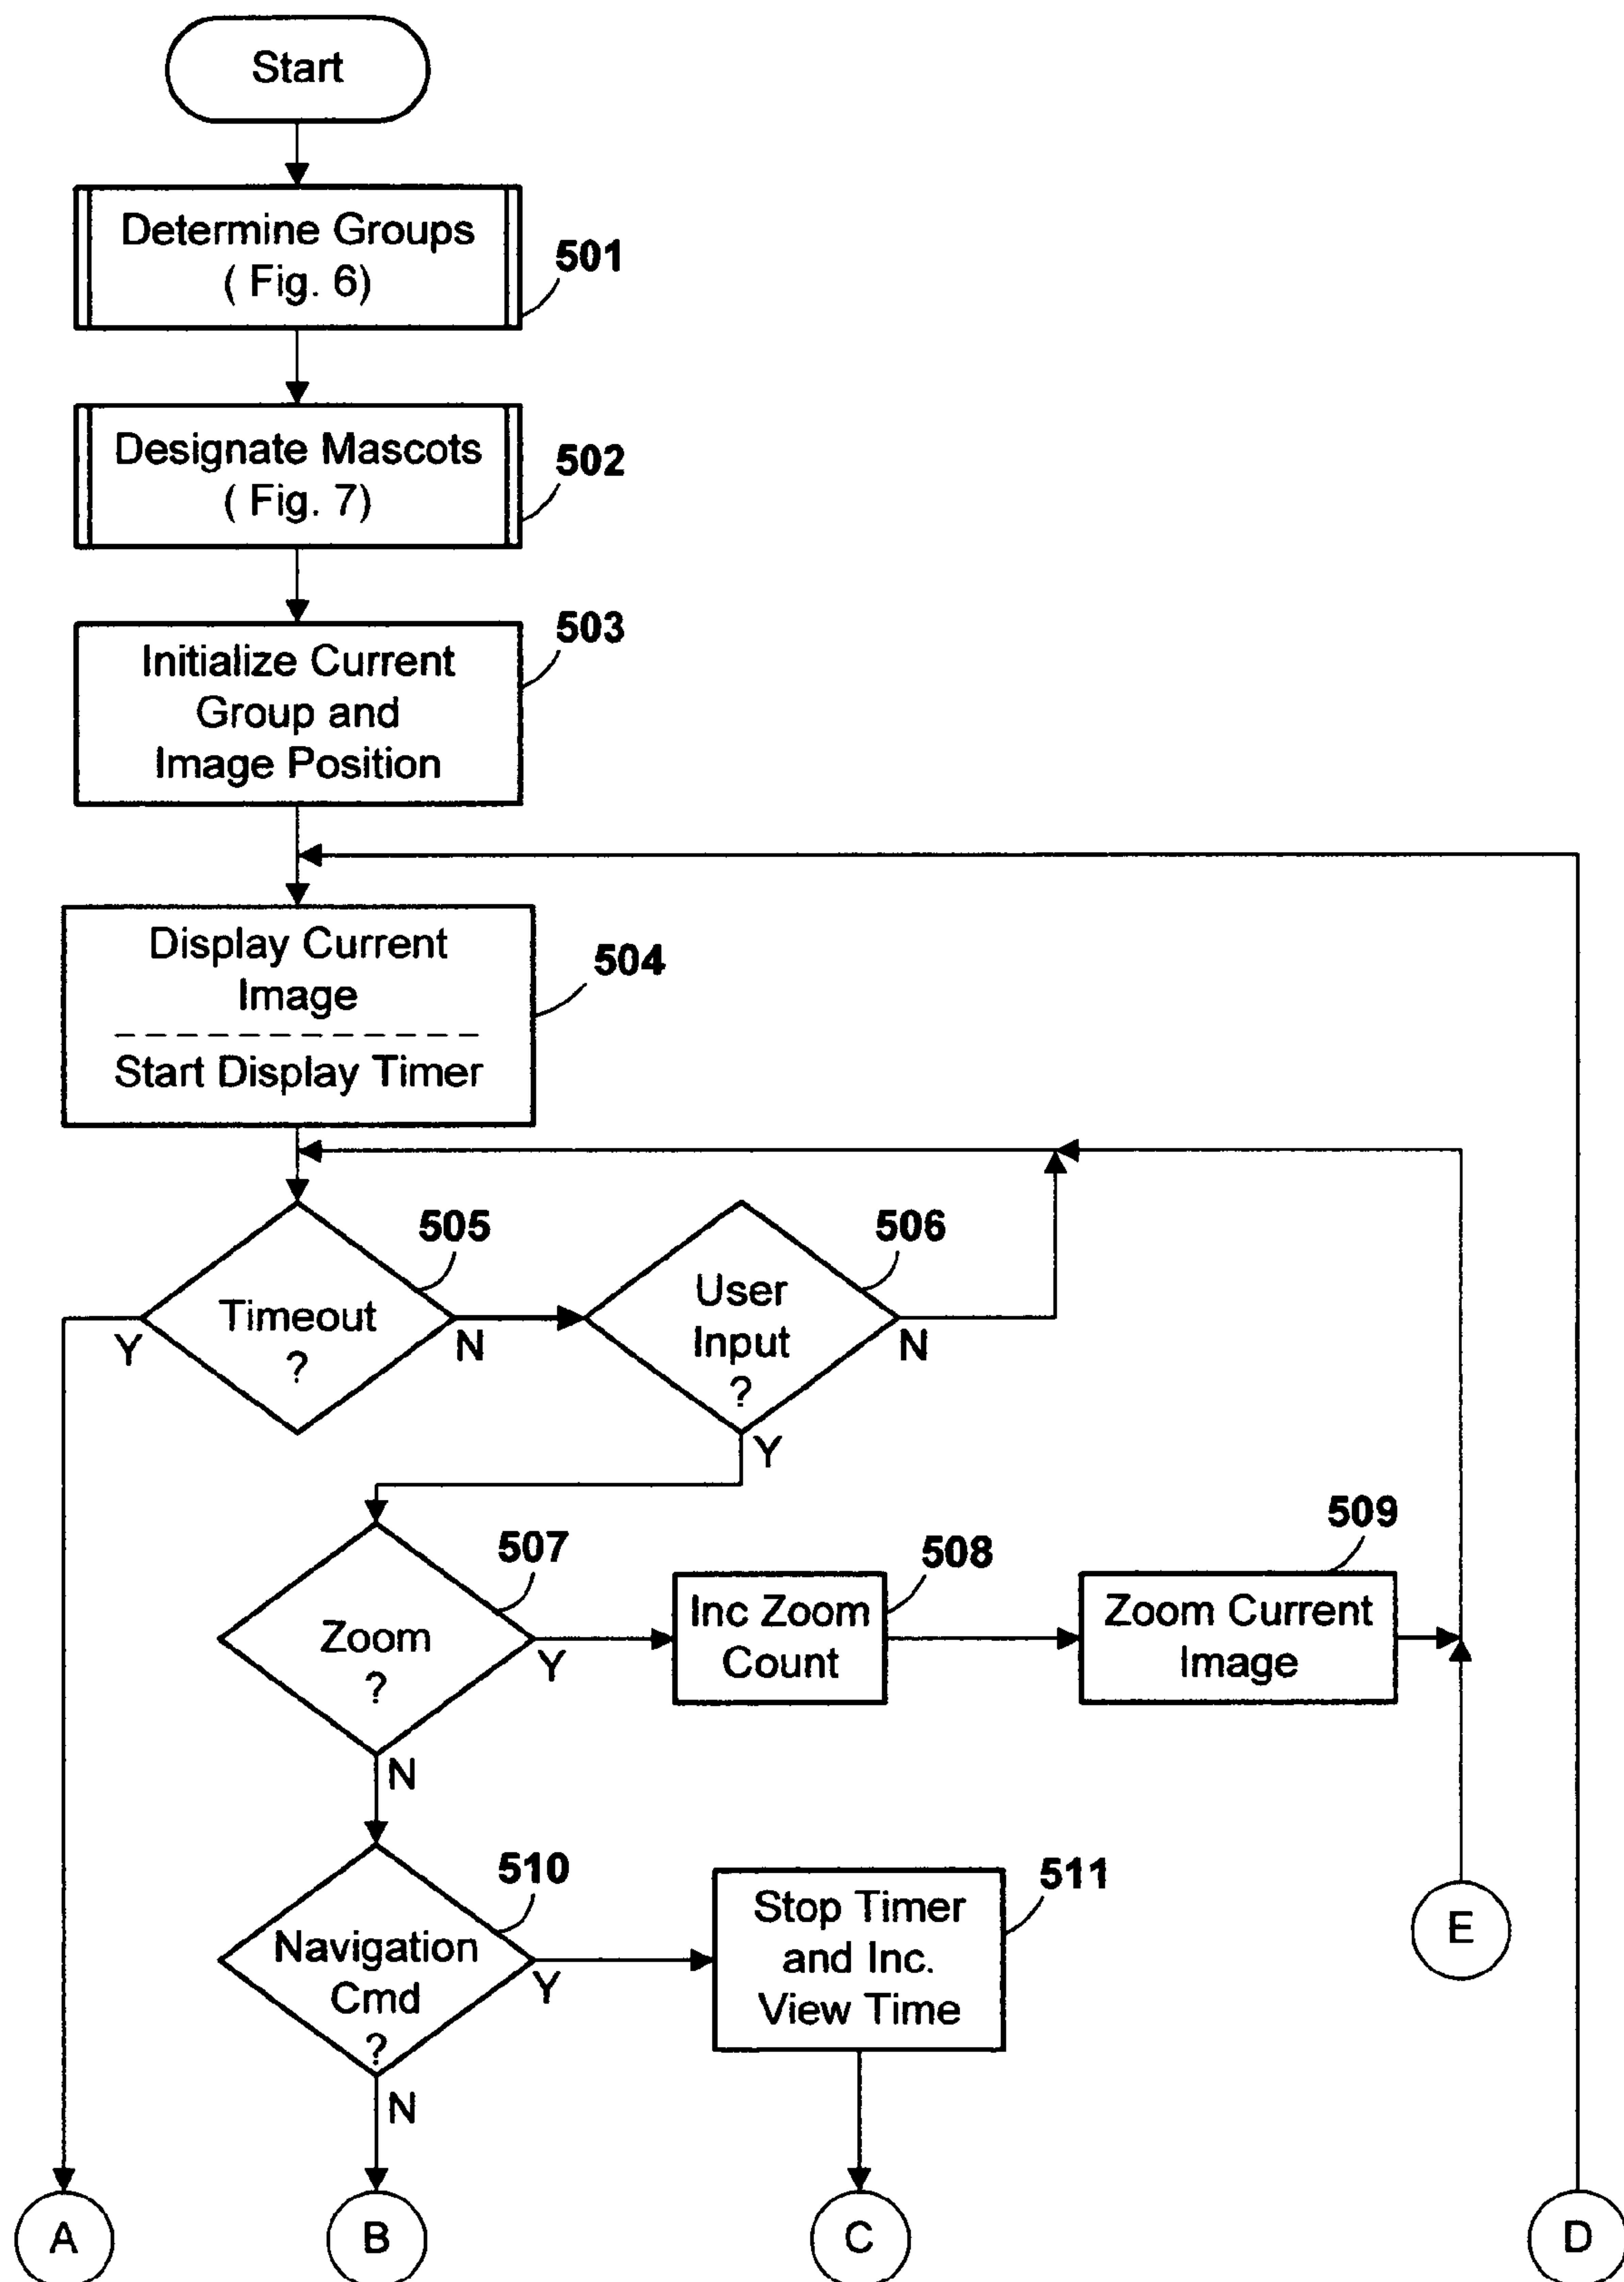 Start
Determine Groups
( Fig. 6)
501
Designate Mascots
( Fig. 7)
502
503
Initialize Current
Group and
Image Position
Display Current
Image
504
Start Display Timer
505
506
Timeout
?
Y
N
User
Input
?
N
Y
507
Zoom
?
Y
N
508
Inc Zoom
Count
509
Zoom Current
Image
510
Navigation
Cmd
?
Y
N
511
Stop Timer
and Inc.
View Time
E
A
B
C
D